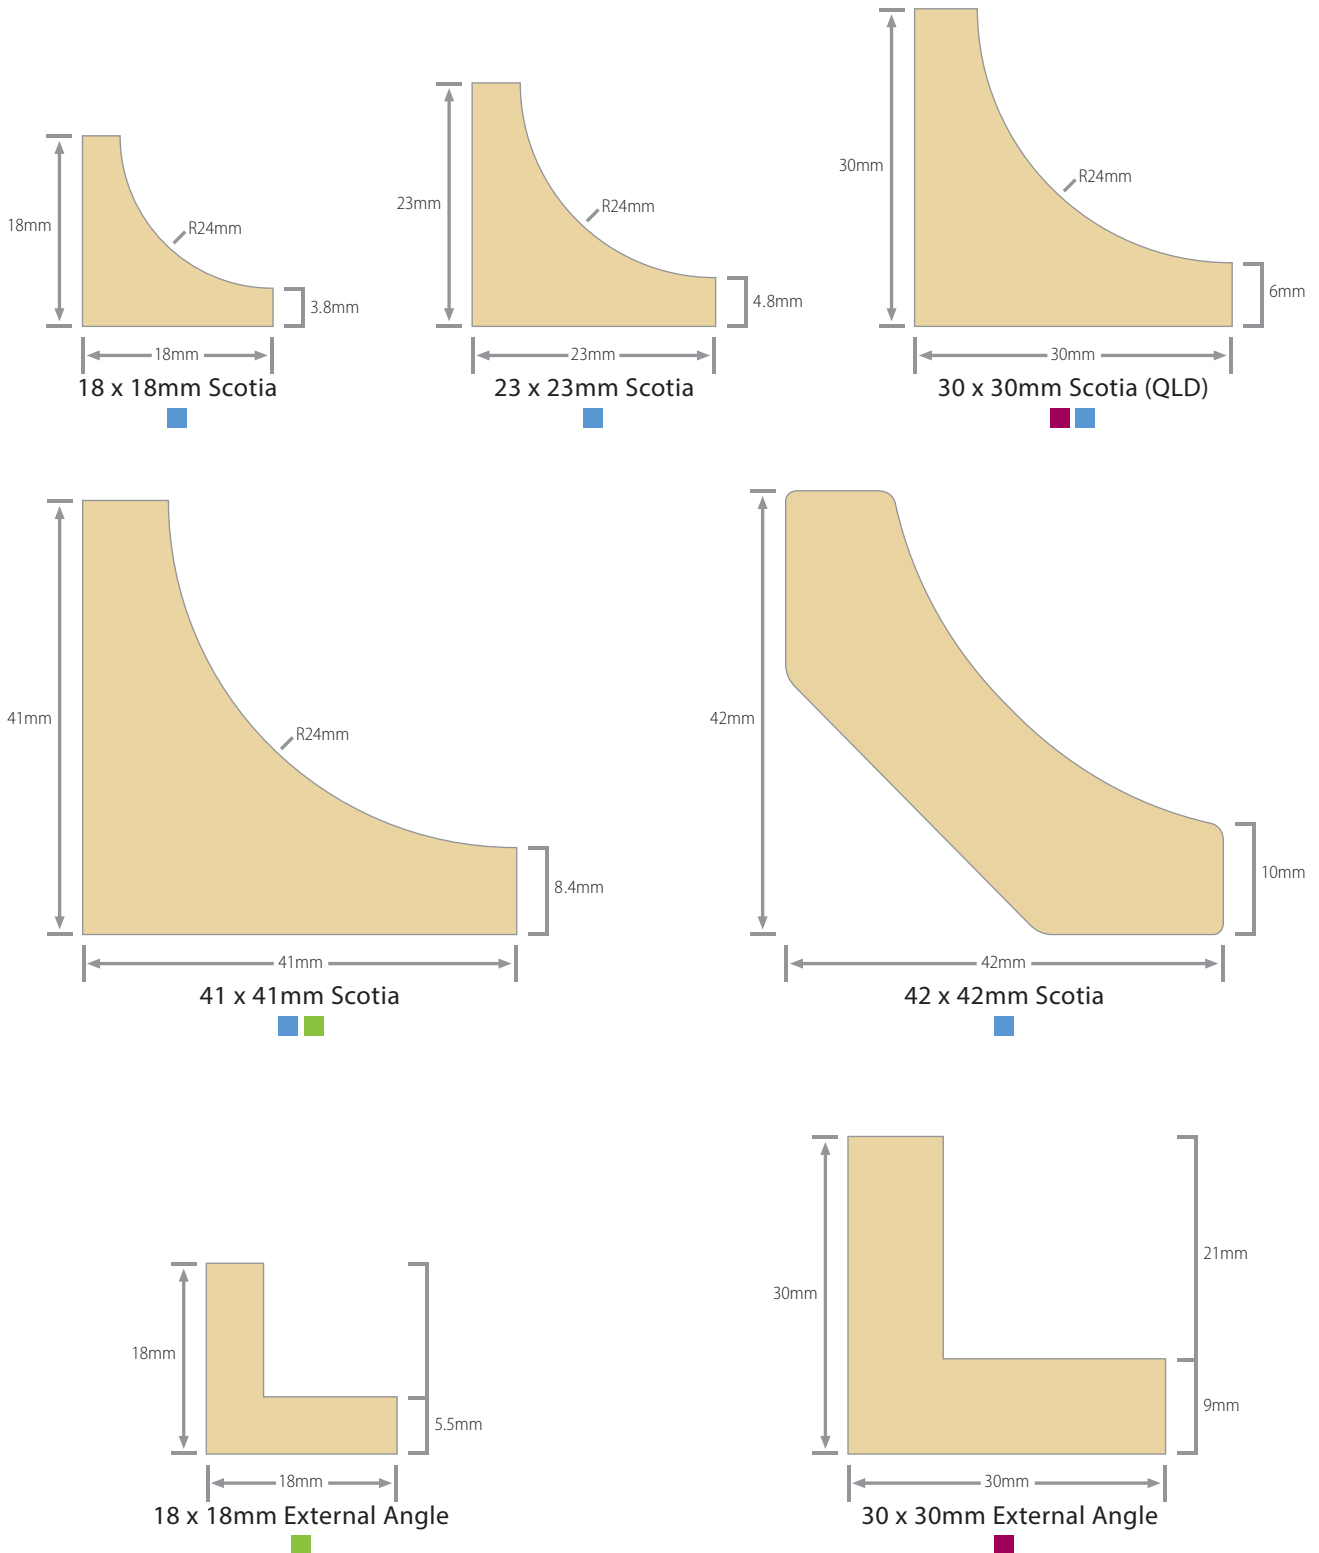 18mm
R24mm
3.8mm
18mm
18 x 18mm Scotia
23mm
R24mm
4.8mm
23mm
23 x 23mm Scotia
30mm
R24mm
6mm
30mm
30 x 30mm Scotia (QLD)
41mm
R24mm
8.4mm
41mm
41 x 41mm Scotia
42mm
10mm
42mm
42 x 42mm Scotia
18mm
5.5mm
18mm
18 x 18mm External Angle
30mm
21mm
9mm
30mm
30 x 30mm External Angle